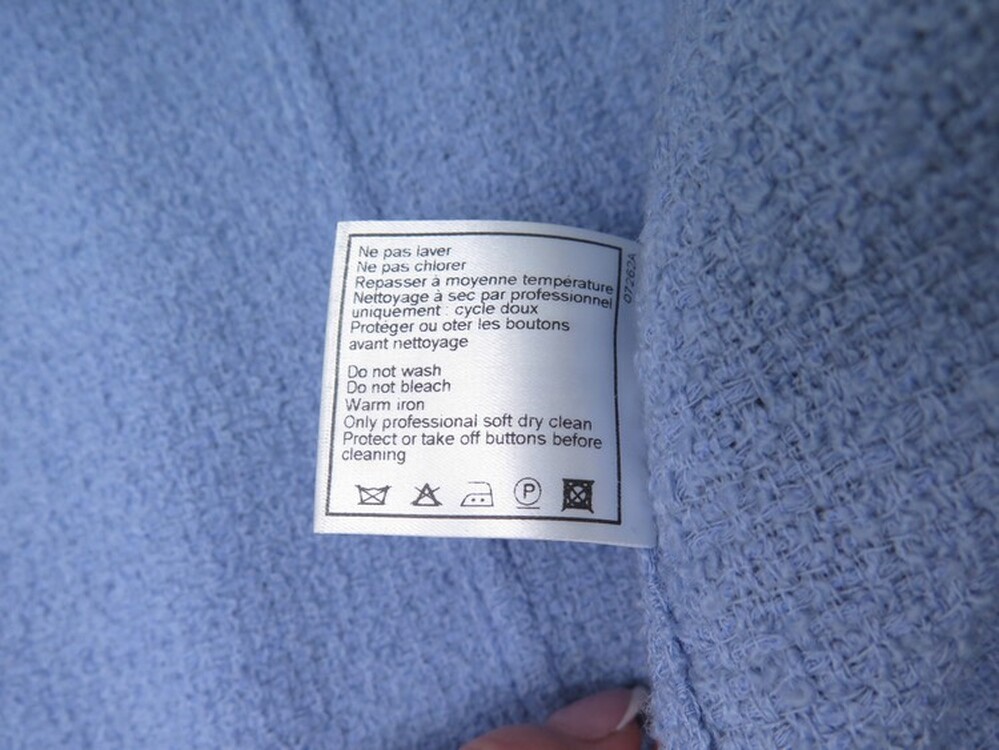 Ne pas laver
Ne pas chlorer
Repasser à moyenne température
Nettoyage à sec par professionnel
uniquement : cycle doux
Protéger ou oter les boutons
avant nettoyage
Do not wash
Do not bleach
Warm iron
Only professional soft dry clean
Protect or take off buttons before
cleaning
P
07262A